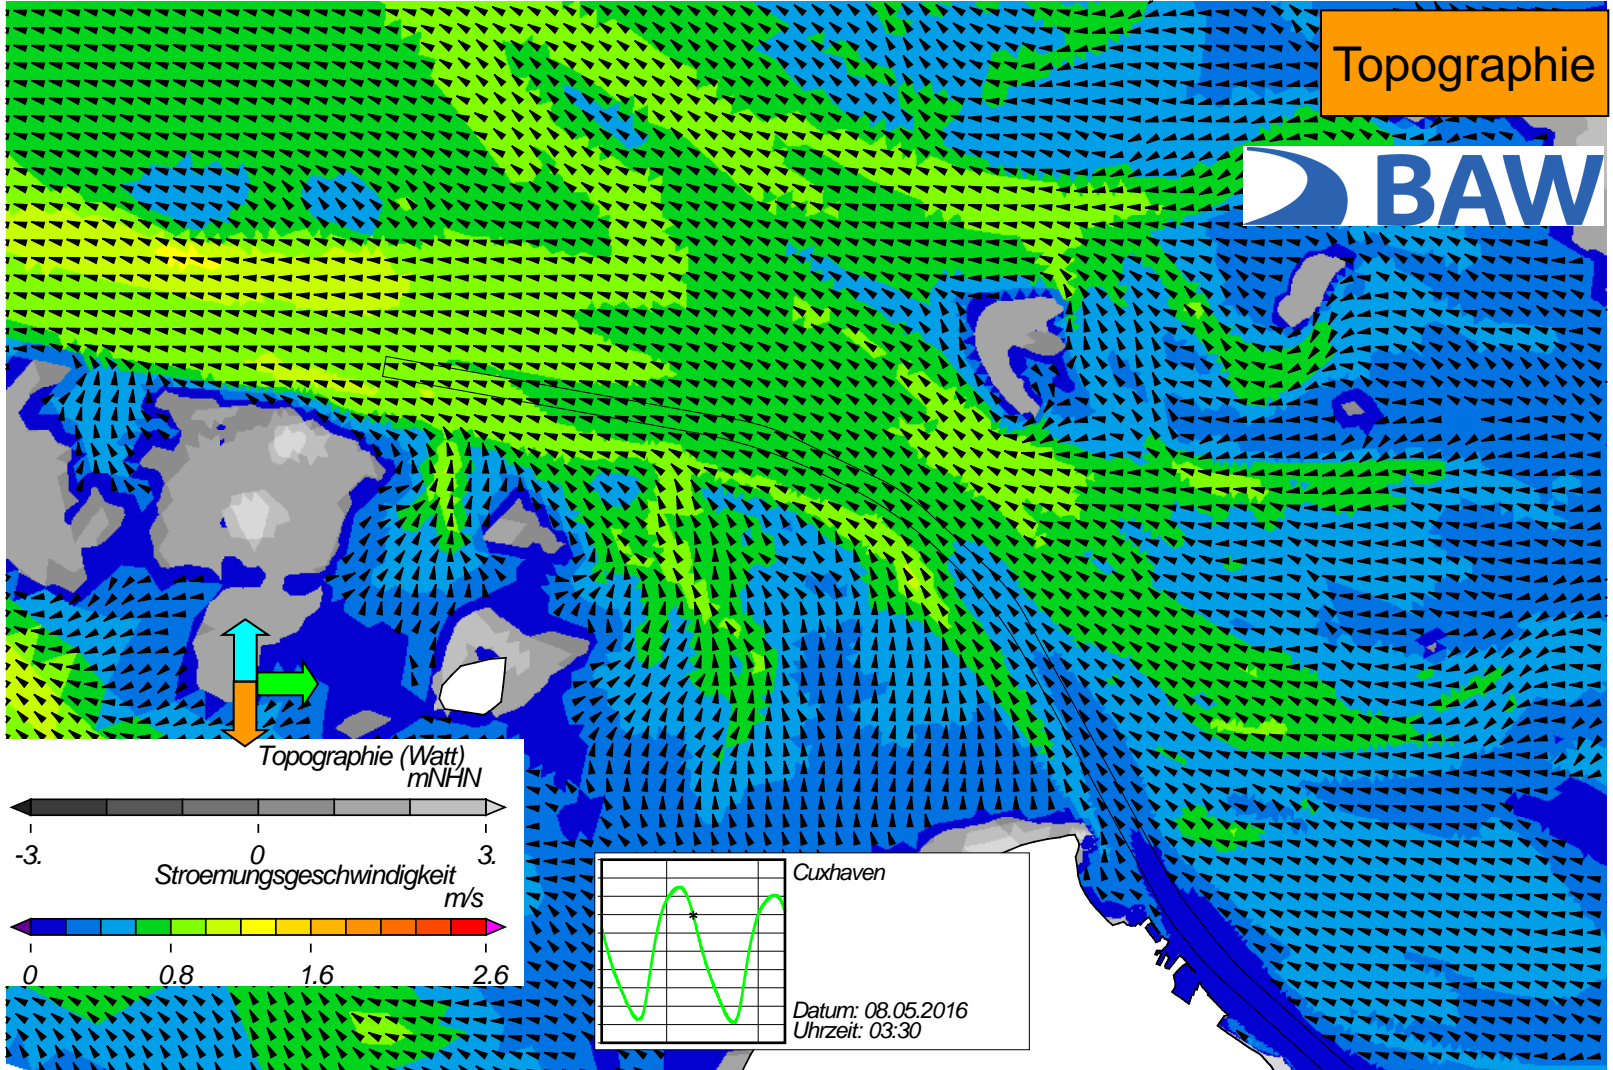 Topographie
BAW
Topographie (Watt)
mNHN
-3. 0 3.
Stroemungsgeschwindigkeit
m/s
0 0.8 1.6 2.6
Cuxhaven
Datum: 08.05.2016
Uhrzeit: 03:30